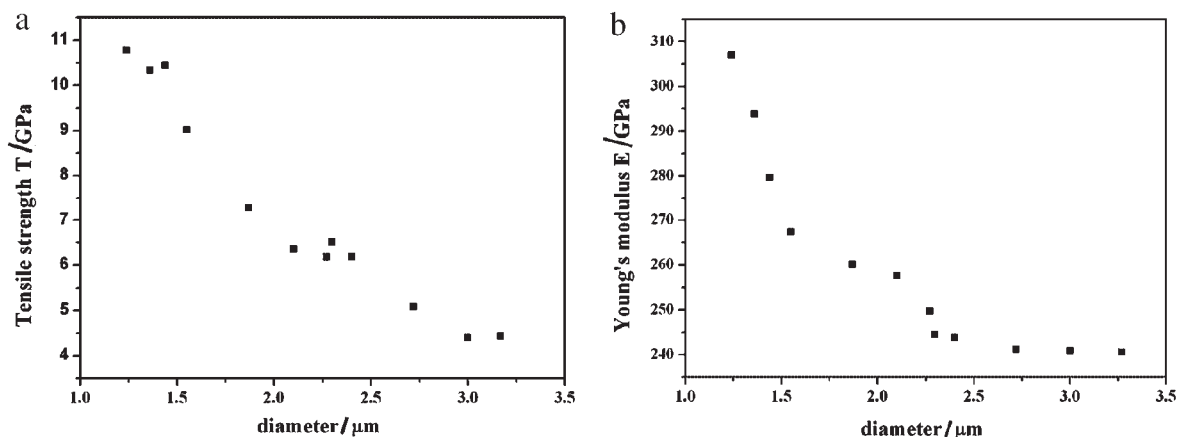 a
Tensile strength T /GPa
11
10
9
8
7
6
5
4
1.0 1.5 2.0 2.5 3.0 3.5
diameter/μm
b
Young's modulus E /GPa
310
300
290
280
270
260
250
240
1.0 1.5 2.0 2.5 3.0 3.5
diameter/μm